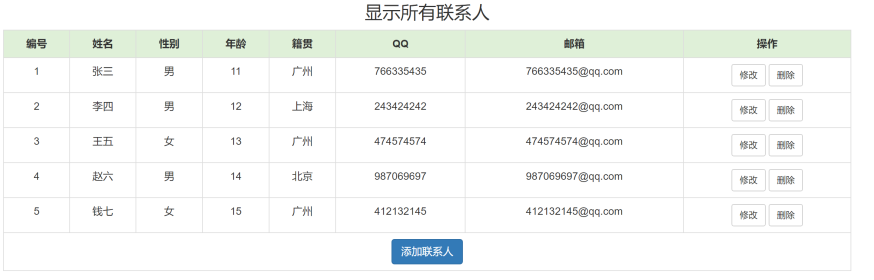 显示所有联系人
编号 姓名 性别 年龄 籍贯 QQ 邮箱 操作
1 张三 男 11 广州 766335435 766335435@qq.com 修改 删除
2 李四 男 12 上海 243424242 243424242@qq.com 修改 删除
3 王五 女 13 广州 474574574 474574574@qq.com 修改 删除
4 赵六 男 14 北京 987069697 987069697@qq.com 修改 删除
5 钱七 女 15 广州 412132145 412132145@qq.com 修改 删除
添加联系人